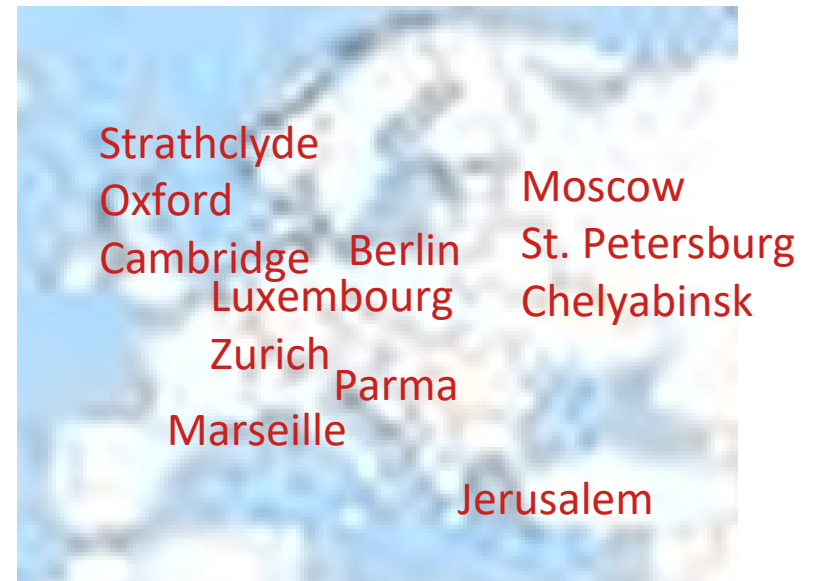 Strathclyde
Oxford
Cambridge
Moscow
St. Petersburg
Chelyabinsk
Berlin
Luxembourg
Zurich
Parma
Marseille
Jerusalem